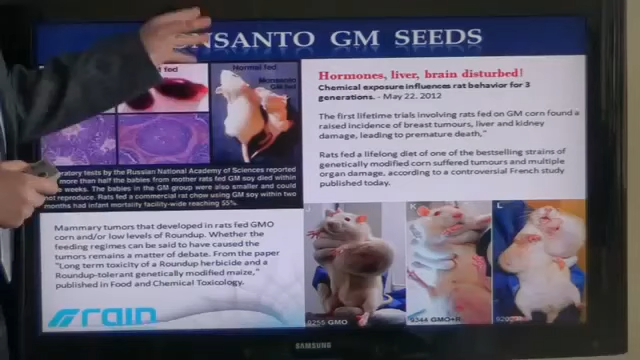 NSANTO GM SEEDS
fed
Normal fed
Monsanto
GM fed
Hormones, liver, brain disturbed!
Chemical exposure influences rat behavior for 3
generations. - May 22, 2012
The first lifetime trials involving rats fed on GM corn found a
raised incidence of breast tumours, liver and kidney
damage, leading to premature death,"
Rats fed a lifelong diet of one of the bestselling strains of
genetically modified corn suffered tumours and multiple
organ damage, according to a controversial French study
published today.
oratory tests by the Russian National Academy of Sciences reported
more than half the babies from mother rats fed GM soy died within
weeks. The babies in the GM group were also smaller and could
not reproduce. Rats fed a commercial rat chow using GM soy within two
months had infant mortality facility-wide reaching 55%.
Mammary tumors that developed in rats fed GMO
corn and/or low levels of Roundup. Whether the
feeding regimes can be said to have caused the
tumors remains a matter of debate. From the paper
"Long term toxicity of a Roundup herbicide and a
Roundup-tolerant genetically modified maize,"
published in Food and Chemical Toxicology.
J K L
GMO GMO+R
rain
SAMSUNG